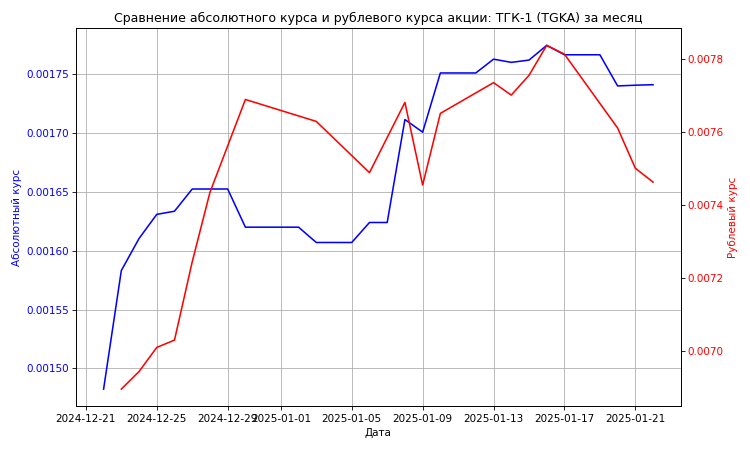 Сравнение абсолютного курса и рублевого курса акции: ТГК-1 (TGKA) за месяц
Абсолютный курс
0.00175
0.00170
0.00165
0.00160
0.00155
0.00150
0.0078
0.0076
0.0074
0.0072
0.0070
Рублевый курс
2024-12-21 2024-12-25 2024-12-29 2025-01-01 2025-01-05 2025-01-09 2025-01-13 2025-01-17 2025-01-21
Дата